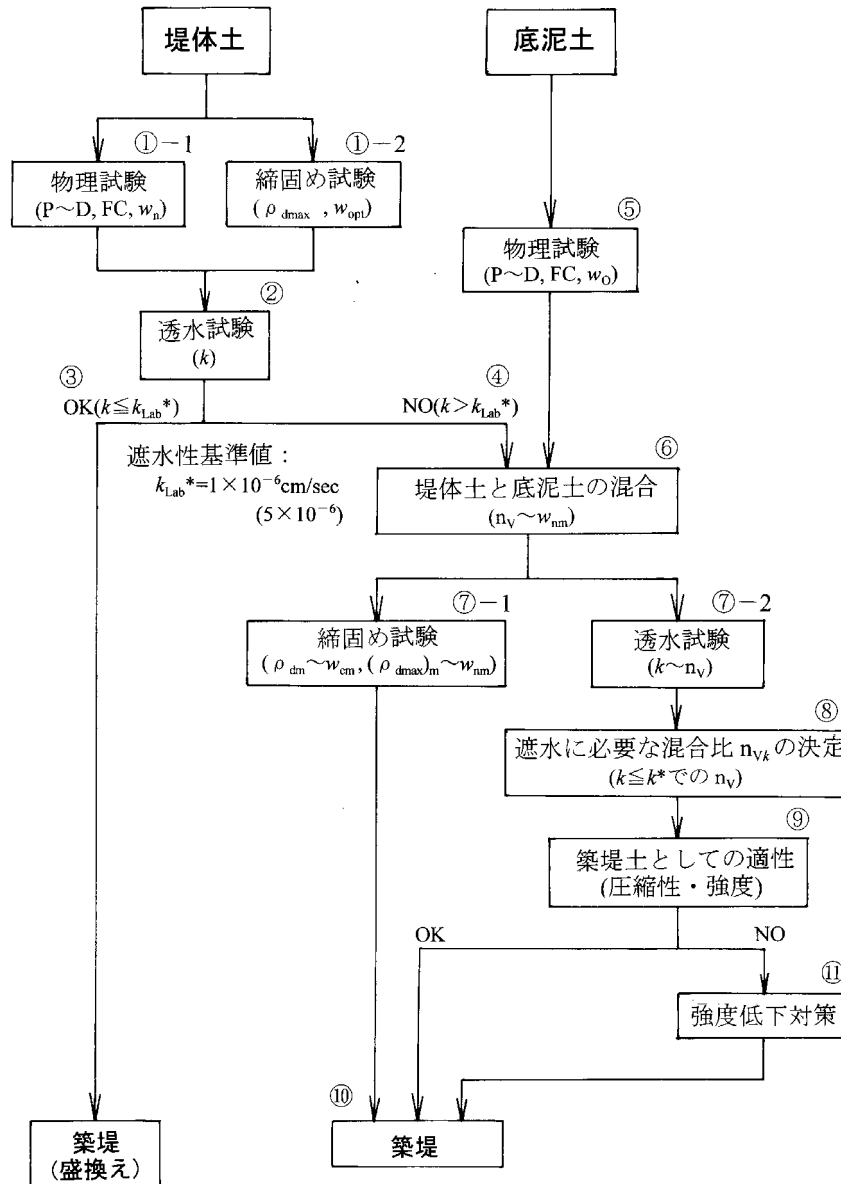 堤体土
底泥土
①-1
①-2
物理試験
(P~D, FC, wn)
締固め試験
(ρdmax , wopt)
⑤
物理試験
(P~D, FC, wO)
②
透水試験
(k)
③
④
OK(k≦kLab*)
NO(k>kLab*)
遮水性基準値：
kLab*=1×10-6cm/sec
(5×10-6)
⑥
堤体土と底泥土の混合
(nV~wnm)
⑦-1
⑦-2
締固め試験
(ρdm~wcm,(ρdmax)m~wnm)
透水試験
(k~nV)
⑧
遮水に必要な混合比 nVk の決定
(k≦k*での nV)
⑨
築堤土としての適性
(圧縮性・強度)
OK
NO
⑪
強度低下対策
⑩
築堤
(盛換え)
築堤